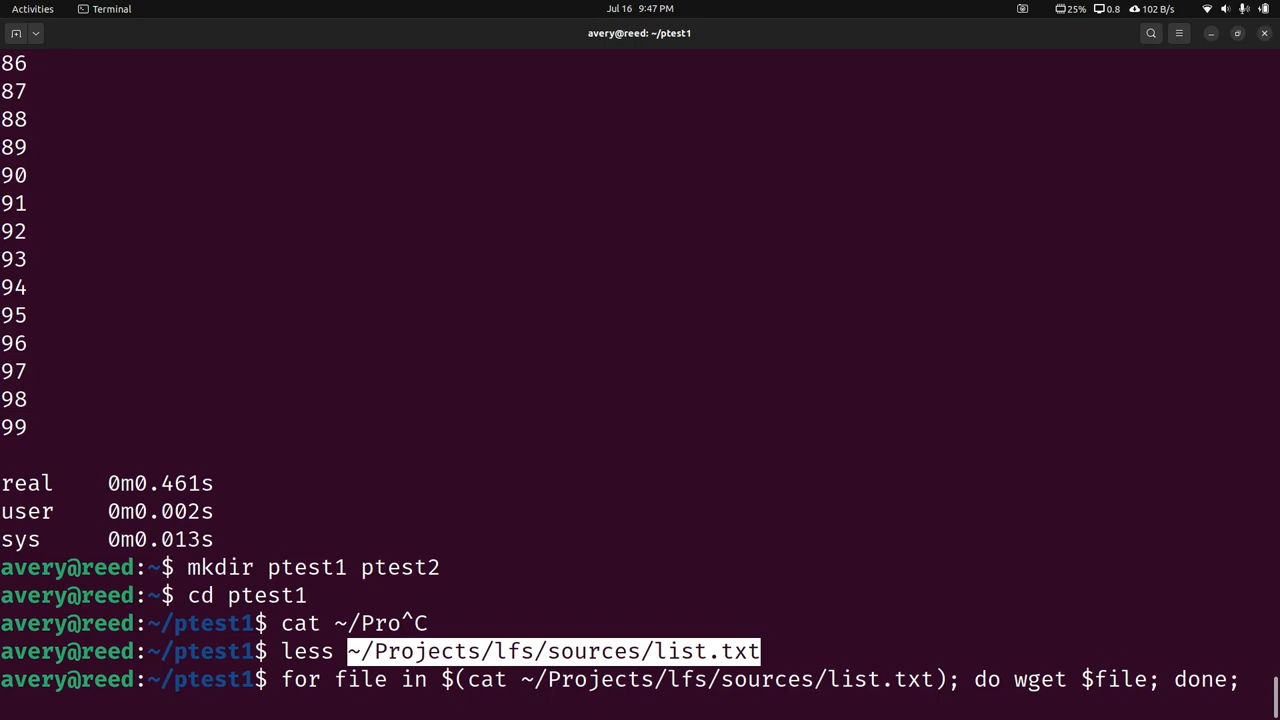 Activities Terminal Jul 16 9:47 PM 25% 0.8 102 B/s
avery@reed: ~/ptest1
86
87
88
89
90
91
92
93
94
95
96
97
98
99
real 0m0.461s
user 0m0.002s
sys 0m0.013s
avery@reed:~$ mkdir ptest1 ptest2
avery@reed:~$ cd ptest1
avery@reed:~/ptest1$ cat ~/Pro^C
avery@reed:~/ptest1$ less ~/Projects/lfs/sources/list.txt
avery@reed:~/ptest1$ for file in $(cat ~/Projects/lfs/sources/list.txt); do wget $file; done;